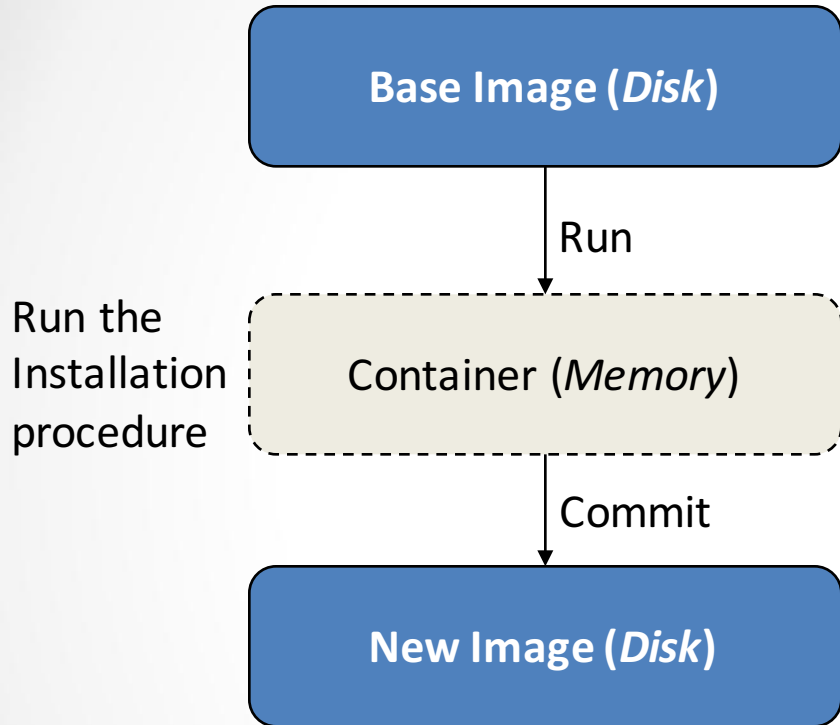 Base Image (Disk)
Run
Run the
Installation
procedure
Container (Memory)
Commit
New Image (Disk)